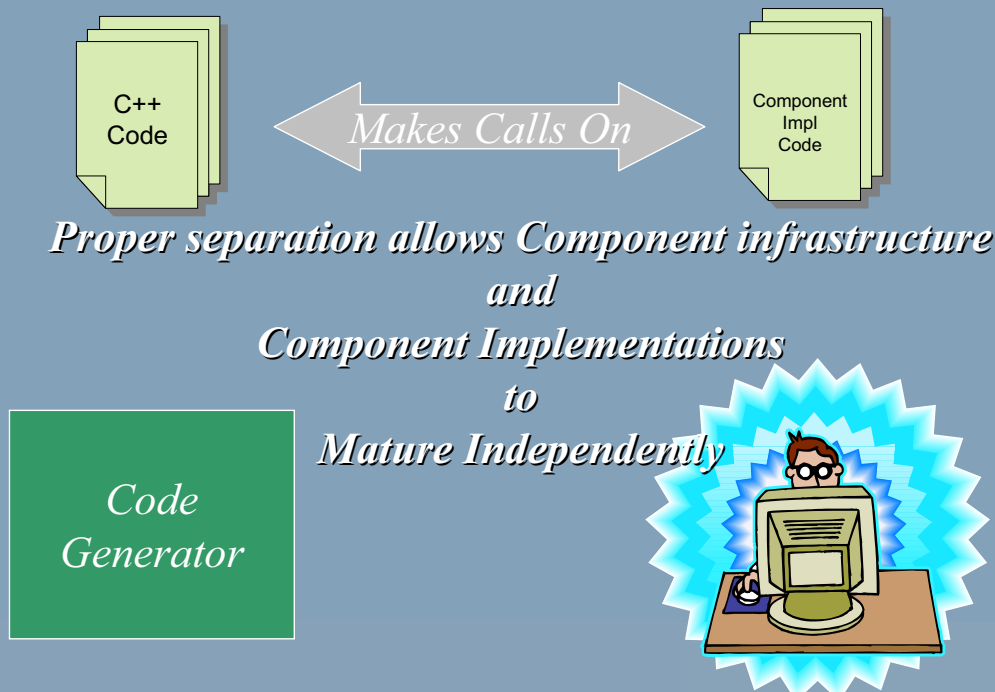 C++
Code
Makes Calls On
Component
Impl
Code
Proper separation allows Component infrastructure
and
Component Implementations
to
Mature Independently
Code
Generator